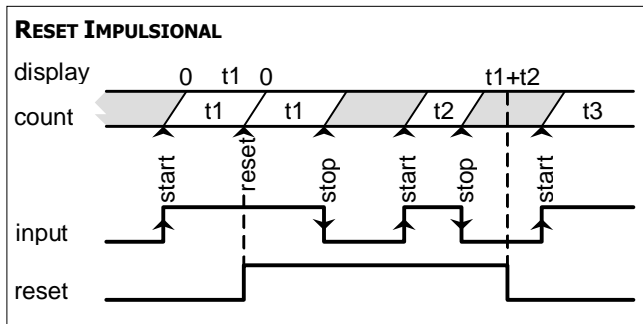 RESET IMPULSIONAL
display 0 t1 0 t1+t2
count t1 t1 t2 t3
start reset stop start stop start
input
reset